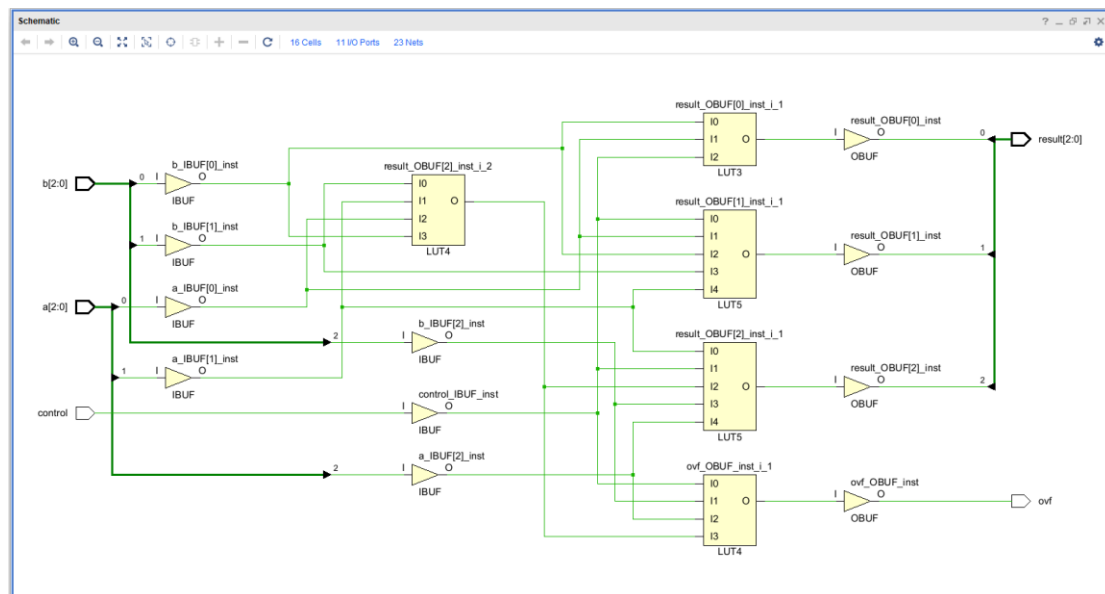 Schematic
16 Cells 11 I/O Ports 23 Nets
b[2:0]
0
I
b_IBUF[0]_inst
O
IBUF
1
I
b_IBUF[1]_inst
O
IBUF
a[2:0]
0
I
a_IBUF[0]_inst
O
IBUF
1
I
a_IBUF[1]_inst
O
IBUF
control
result_OBUF[2]_inst_i_2
I0
I1
I2
I3
O
LUT4
2
I
b_IBUF[2]_inst
O
IBUF
I
control_IBUF_inst
O
IBUF
2
I
a_IBUF[2]_inst
O
IBUF
result_OBUF[0]_inst_i_1
I0
I1
I2
O
LUT3
result_OBUF[1]_inst_i_1
I0
I1
I2
I3
I4
O
LUT5
result_OBUF[2]_inst_i_1
I0
I1
I2
I3
I4
O
LUT5
ovf_OBUF_inst_i_1
I0
I1
I2
I3
O
LUT4
result_OBUF[0]_inst
I
O
OBUF
0
result[2:0]
result_OBUF[1]_inst
I
O
OBUF
1
result_OBUF[2]_inst
I
O
OBUF
2
ovf_OBUF_inst
I
O
OBUF
ovf